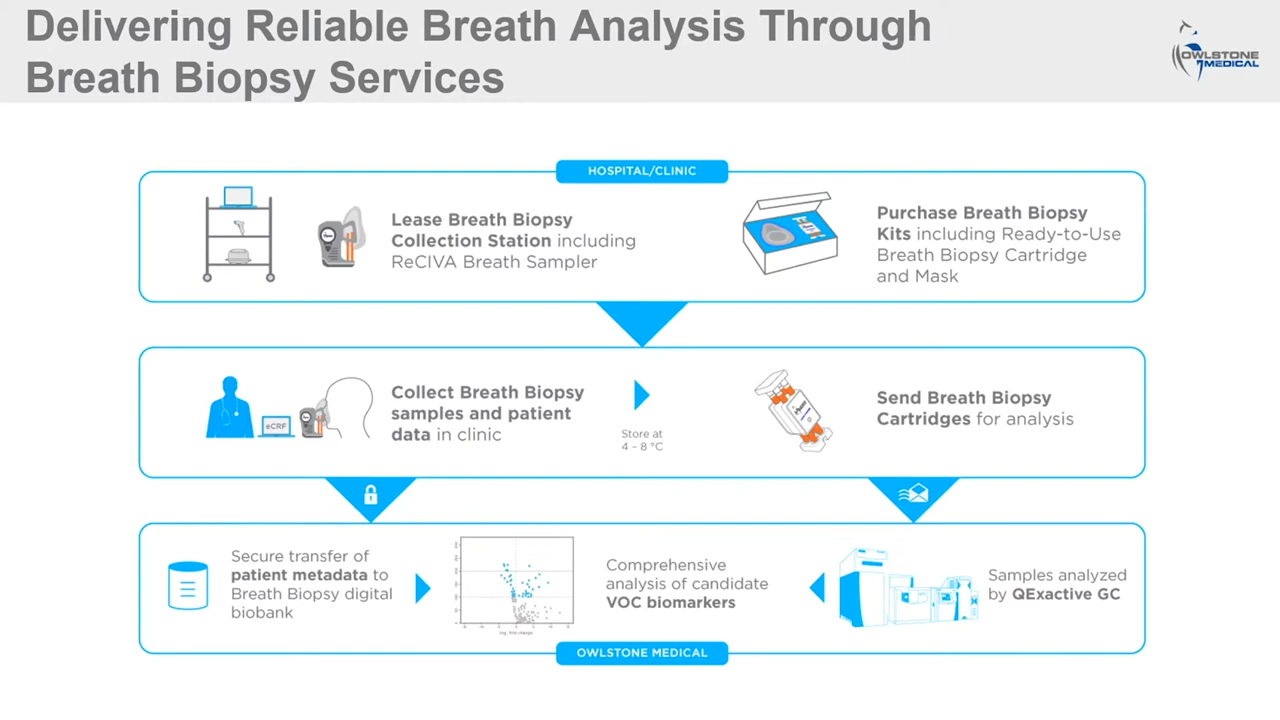 Delivering Reliable Breath Analysis Through
Breath Biopsy Services
OWLSTONE
MEDICAL
HOSPITAL/CLINIC
Lease Breath Biopsy
Collection Station including
ReCIVA Breath Sampler
Purchase Breath Biopsy
Kits including Ready-to-Use
Breath Biopsy Cartridge
and Mask
eCRF
Collect Breath Biopsy
samples and patient
data in clinic
Store at
4 – 8 °C
Send Breath Biopsy
Cartridges for analysis
Secure transfer of
patient metadata to
Breath Biopsy digital
biobank
log₂ fold change
Comprehensive
analysis of candidate
VOC biomarkers
Samples analyzed
by QExactive GC
OWLSTONE MEDICAL